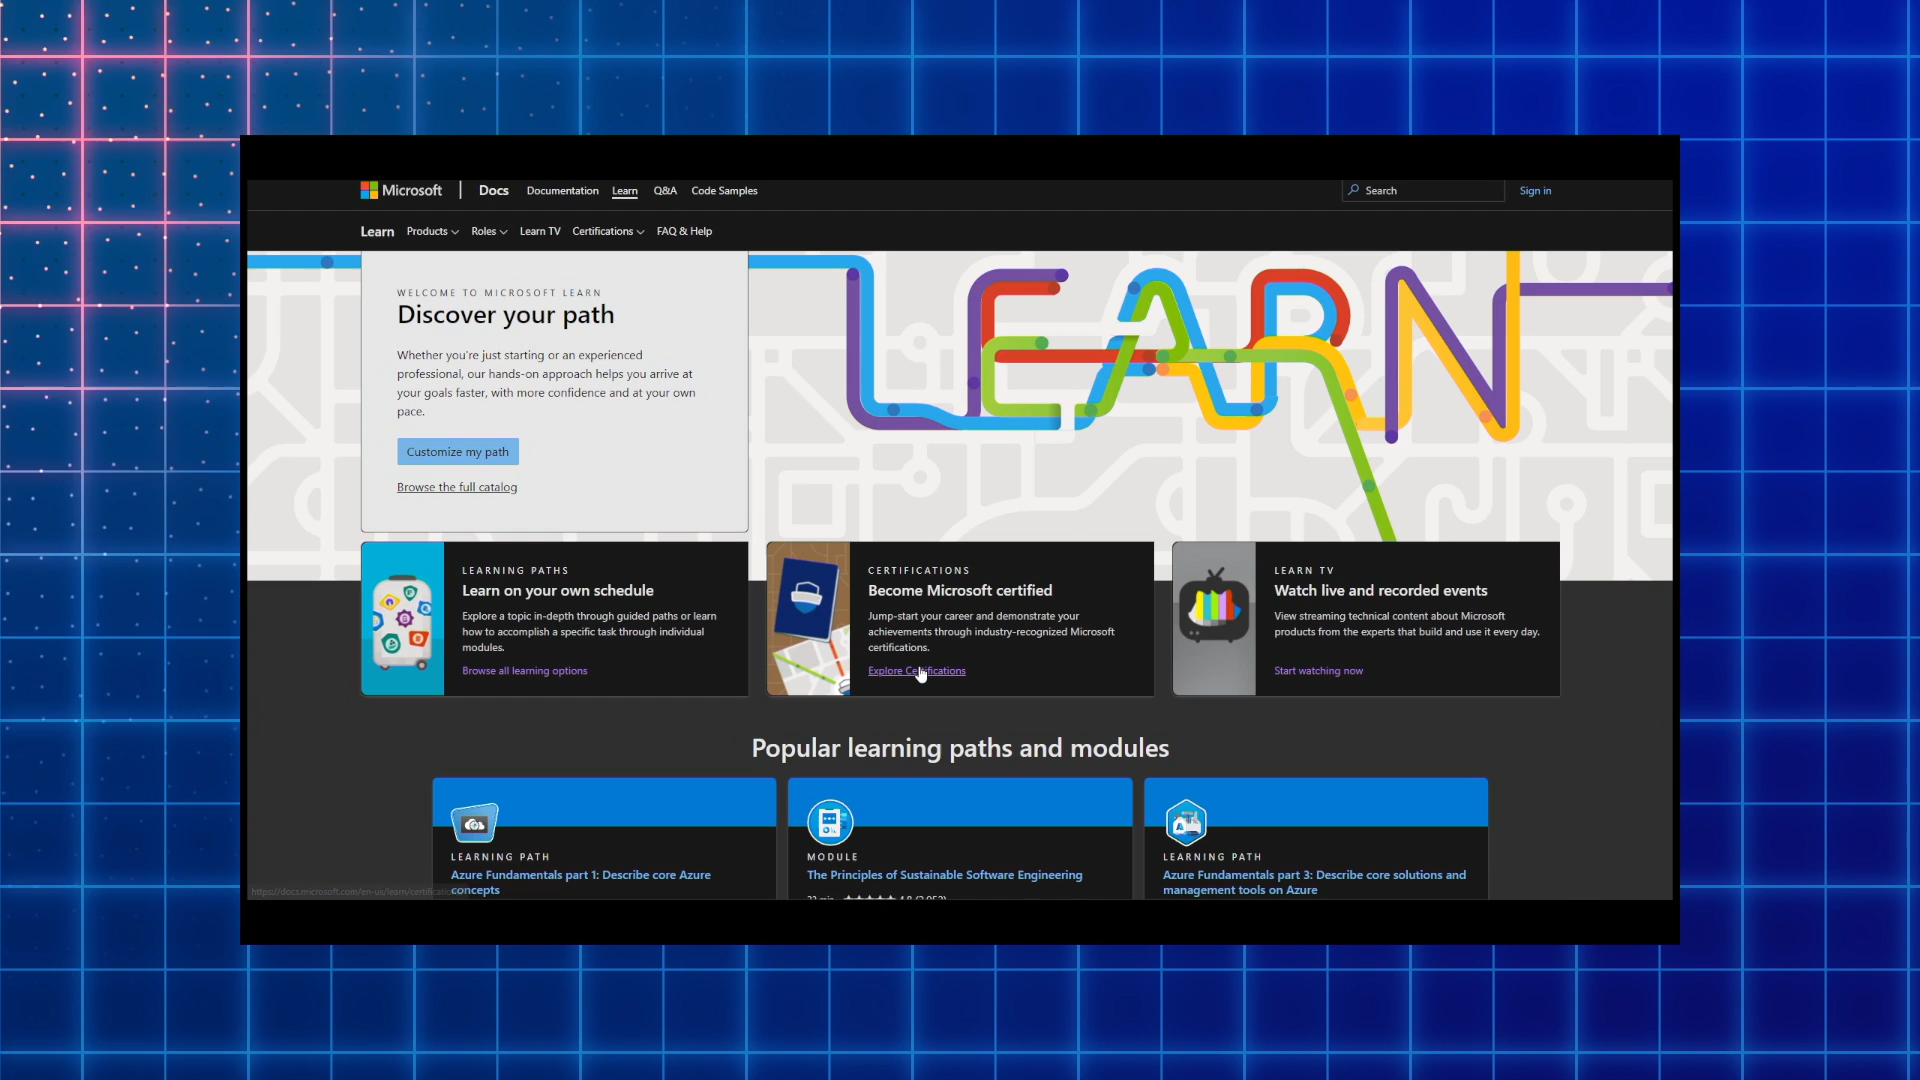 Microsoft Docs Documentation Learn Q&A Code Samples Search Sign in
Learn Products Roles Learn TV Certifications FAQ & Help
LEARN
WELCOME TO MICROSOFT LEARN
Discover your path
Whether you're just starting or an experienced
professional, our hands-on approach helps you arrive at
your goals faster, with more confidence and at your own
pace.
Customize my path
Browse the full catalog
LEARNING PATHS
Learn on your own schedule
Explore a topic in-depth through guided paths or learn
how to accomplish a specific task through individual
modules.
Browse all learning options
CERTIFICATIONS
Become Microsoft certified
Jump-start your career and demonstrate your
achievements through industry-recognized Microsoft
certifications.
Explore Certifications
LEARN TV
Watch live and recorded events
View streaming technical content about Microsoft
products from the experts that build and use it every day.
Start watching now
Popular learning paths and modules
LEARNING PATH
Azure Fundamentals part 1: Describe core Azure
concepts
MODULE
The Principles of Sustainable Software Engineering
LEARNING PATH
Azure Fundamentals part 3: Describe core solutions and
management tools on Azure